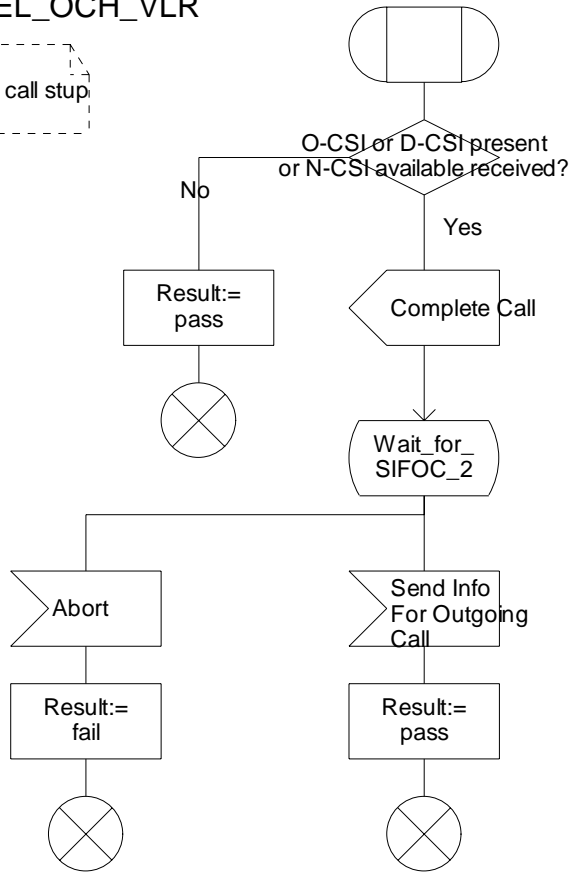 EL_OCH_VLR
call stup
O-CSI or D-CSI present
or N-CSI available received?
No
Yes
Result:=
pass
Complete Call
Wait_for_
SIFOC_2
Abort
Send Info
For Outgoing
Call
Result:=
fail
Result:=
pass